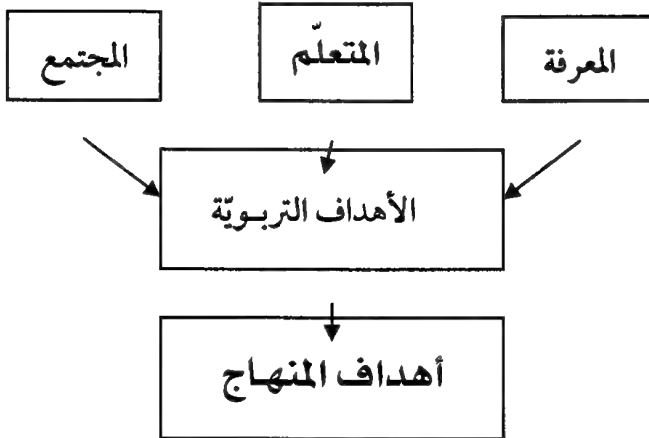 المعرفة
المتعلّم
المجتمع
الأهداف التربويّة
أهداف المنهاج